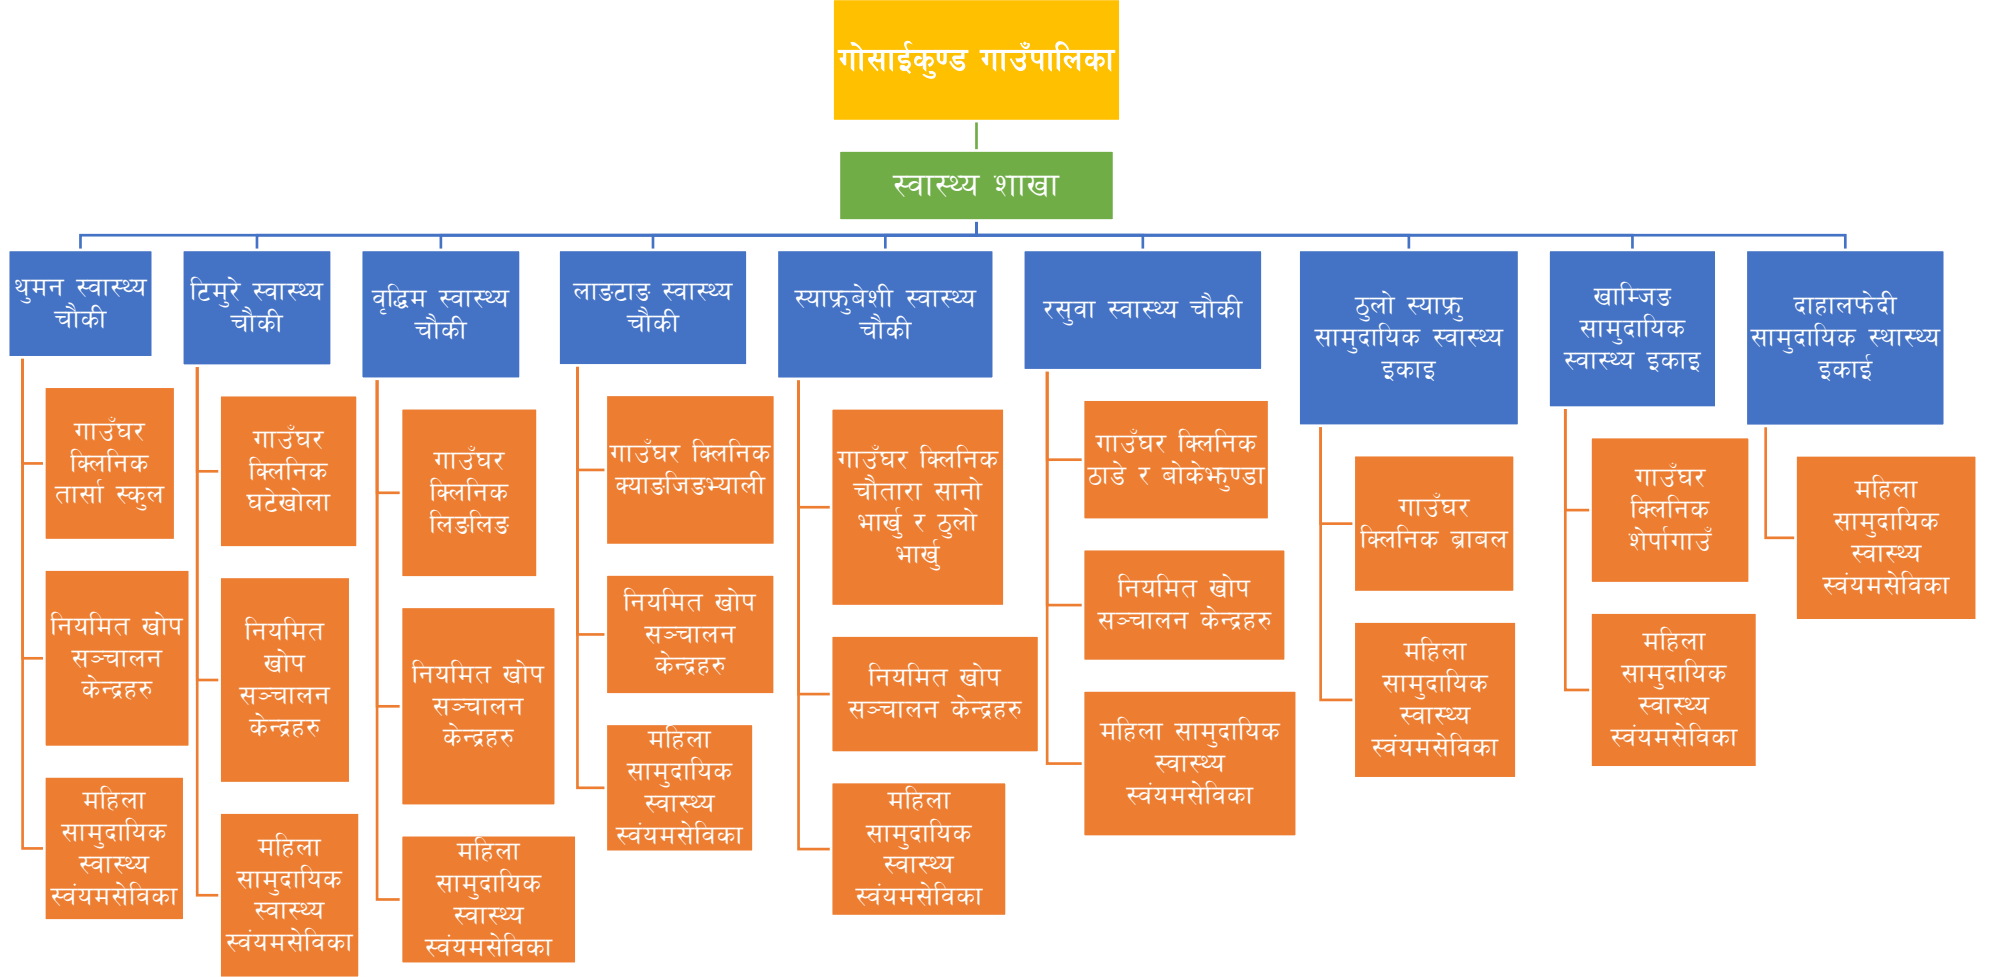 गोसाईकुण्ड गाउँपालिका
स्वास्थ्य शाखा
थुमन स्वास्थ्य
चौकी
गाउँघर
क्लिनिक
तार्सा स्कुल
नियमित खोप
सञ्चालन
केन्द्रहरु
महिला
सामुदायिक
स्वास्थ्य
स्वंयमसेविका
टिमुरे स्वास्थ्य
चौकी
गाउँघर
क्लिनिक
घटेखोला
नियमित
खोप
सञ्चालन
केन्द्रहरु
महिला
सामुदायिक
स्वास्थ्य
स्वंयमसेविका
वृद्धिम स्वास्थ्य
चौकी
गाउँघर
क्लिनिक
लिङलिङ
नियमित खोप
सञ्चालन
केन्द्रहरु
महिला
सामुदायिक
स्वास्थ्य
स्वंयमसेविका
लाङटाङ स्वास्थ्य
चौकी
गाउँघर क्लिनिक
क्याङजिङभ्याली
नियमित खोप
सञ्चालन
केन्द्रहरु
महिला
सामुदायिक
स्वास्थ्य
स्वंयमसेविका
स्याफ्रुबेशी स्वास्थ्य
चौकी
गाउँघर क्लिनिक
चौतारा सानो
भार्खु र ठुलो
भार्खु
नियमित खोप
सञ्चालन केन्द्रहरु
महिला
सामुदायिक
स्वास्थ्य
स्वंयमसेविका
रसुवा स्वास्थ्य चौकी
गाउँघर क्लिनिक
ठाडे र बोकेझुण्डा
नियमित खोप
सञ्चालन केन्द्रहरु
महिला सामुदायिक
स्वास्थ्य
स्वंयमसेविका
ठुलो स्याफ्रु
सामुदायिक स्वास्थ्य
इकाइ
गाउँघर
क्लिनिक ब्राबल
महिला
सामुदायिक
स्वास्थ्य
स्वंयमसेविका
खाम्जिङ
सामुदायिक
स्वास्थ्य इकाइ
गाउँघर
क्लिनिक
शेर्पागाउँ
महिला
सामुदायिक
स्वास्थ्य
स्वंयमसेविका
दाहालफेदी
सामुदायिक स्थास्थ्य
इकाई
महिला
सामुदायिक
स्वास्थ्य
स्वंयमसेविका